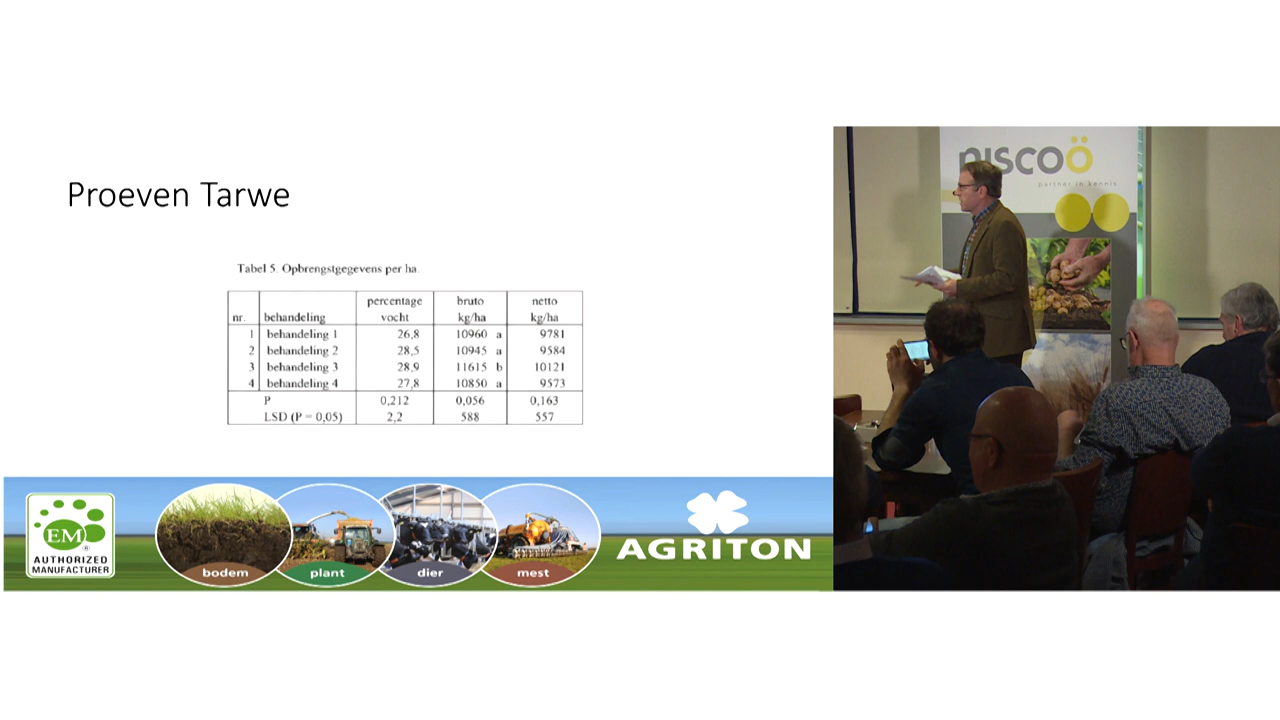 Proeven Tarwe
Tabel 5. Opbrengstgegevens per ha.
nr. behandeling percentage vocht bruto kg/ha netto kg/ha
1 behandeling 1 26,8 10960 a 9781
2 behandeling 2 28,5 10945 a 9584
3 behandeling 3 28,9 11615 b 10121
4 behandeling 4 27,8 10850 a 9573
P 0,212 0,056 0,163
LSD (P = 0,05) 2,2 588 557
EM®
AUTHORIZED
MANUFACTURER
bodem
plant
dier
mest
AGRITON
niscoö
partner in kennis